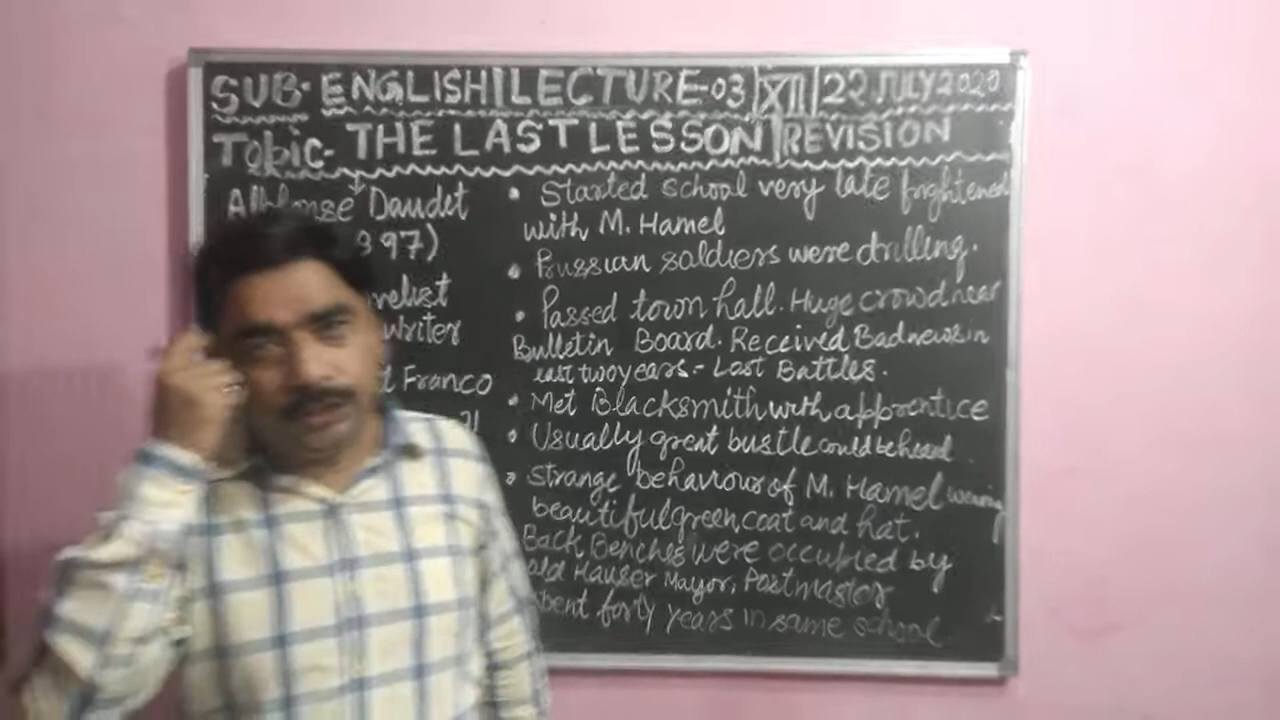 SUB- ENGLISH|LECTURE-03|XII|22 JULY 2020
Topic- THE LAST LESSON|REVISION
Daudet
97)
velist
writer
Franco
• Started school very late frightened
with M. Hamel
• Prussian soldiers were drilling.
• Passed town hall. Huge crowd near
Bulletin Board. Received Bad news in
last two years - Lost Battles.
• Met Blacksmith with apprentice
• Usually great bustle could be heard
• Strange behaviour of M. Hamel wearing
beautiful green coat and hat.
Back Benches were occupied by
old Hauser Mayor, Postmaster
forty years in same school